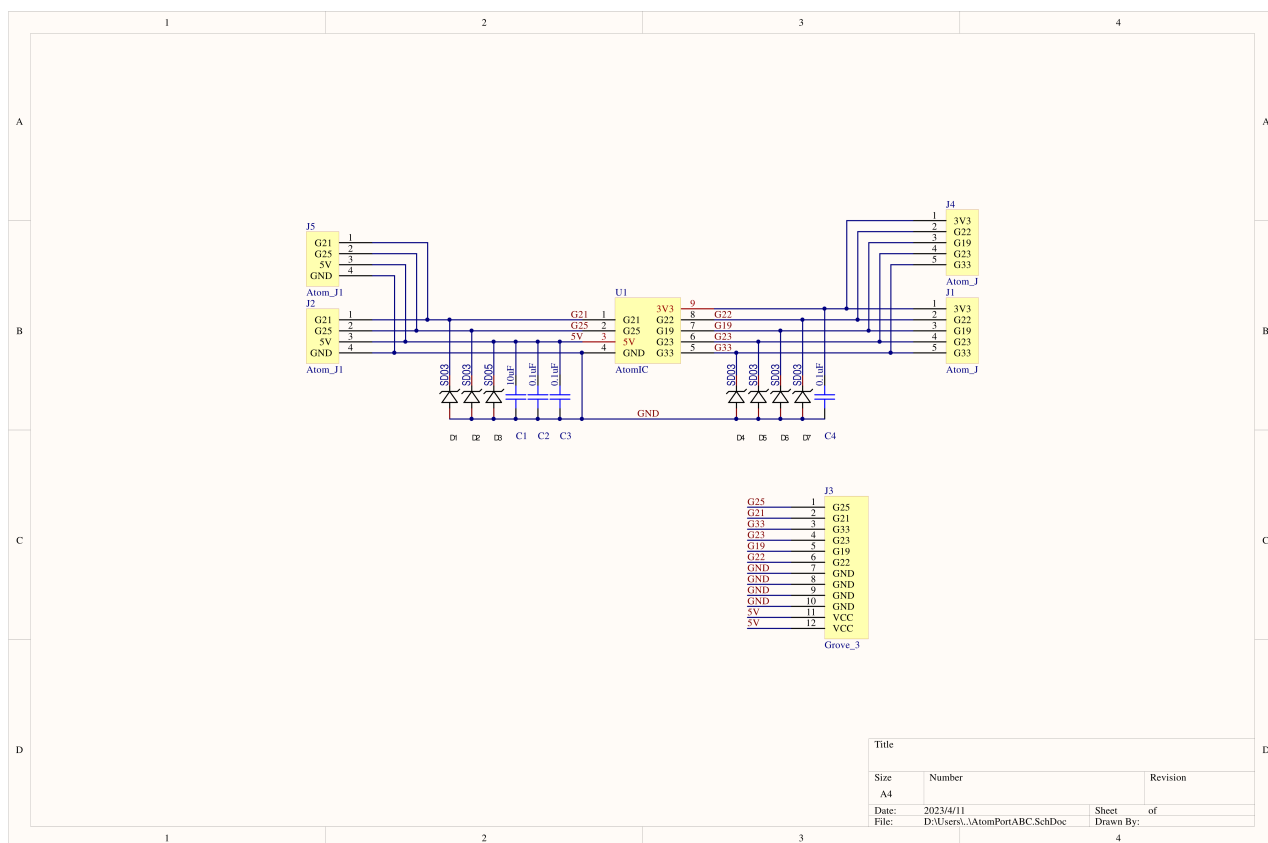 1 2 3 4
A A
J4
1 3V3
2 G22
3 G19
4 G23
5 G33
Atom_J
J5
G21 1
G25 2
5V 3
GND 4
Atom_J1
J2
G21 1
G25 2
5V 3
GND 4
Atom_J1
B B
U1
G21 1 G21
G25 2 G25
5V 3 5V
4 GND
3V3 9
G22 8 G22
G19 7 G19
G23 6 G23
G33 5 G33
AtomIC
J1
1 3V3
2 G22
3 G19
4 G23
5 G33
Atom_J
SD03 SD03 SD05 10uF 0.1uF 0.1uF
SD03 SD03 SD03 SD03 0.1uF
GND
D1 D2 D3 C1 C2 C3
D4 D5 D6 D7 C4
J3
G25 1 G25
G21 2 G21
G33 3 G33
G23 4 G23
G19 5 G19
G22 6 G22
GND 7 GND
GND 8 GND
GND 9 GND
GND 10 GND
5V 11 VCC
5V 12 VCC
Grove_3
C C
D D
Title
Size Number Revision
A4
Date: 2023/4/11 Sheet of
File: D:\Users\..\AtomPortABC.SchDoc Drawn By:
1 2 3 4